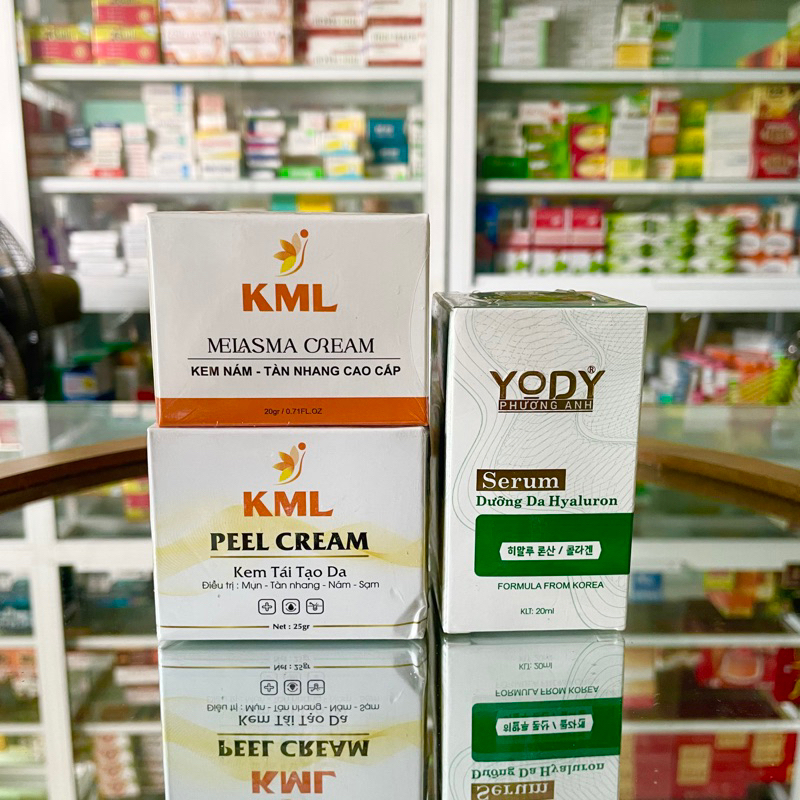 KML
MELASMA CREAM
KEM NÁM - TÀN NHANG CAO CẤP
20gr / 0.71FL.OZ
KML
PEEL CREAM
Kem Tái Tạo Da
Điều trị : Mụn - Tàn nhang - Nám - Sạm
Net : 25gr
YODY®
PHƯƠNG ANH
Serum
Dưỡng Da Hyaluron
히알루 론산 / 콜라겐
FORMULA FROM KOREA
KLT: 20ml